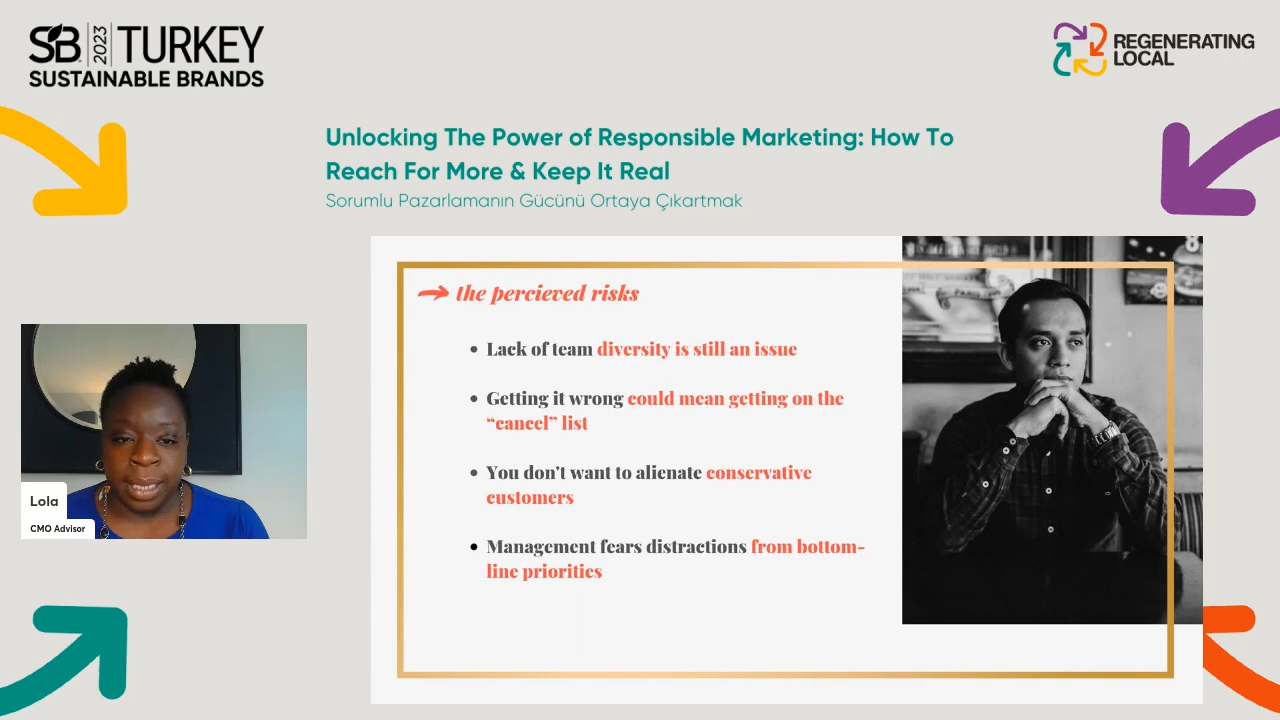 SB 2023 TURKEY
SUSTAINABLE BRANDS
REGENERATING
LOCAL
Unlocking The Power of Responsible Marketing: How To
Reach For More & Keep It Real
Sorumlu Pazarlamanın Gücünü Ortaya Çıkartmak
the percieved risks
• Lack of team diversity is still an issue
• Getting it wrong could mean getting on the
“cancel” list
• You don't want to alienate conservative
customers
• Management fears distractions from bottom-
line priorities
Lola
CMO Advisor